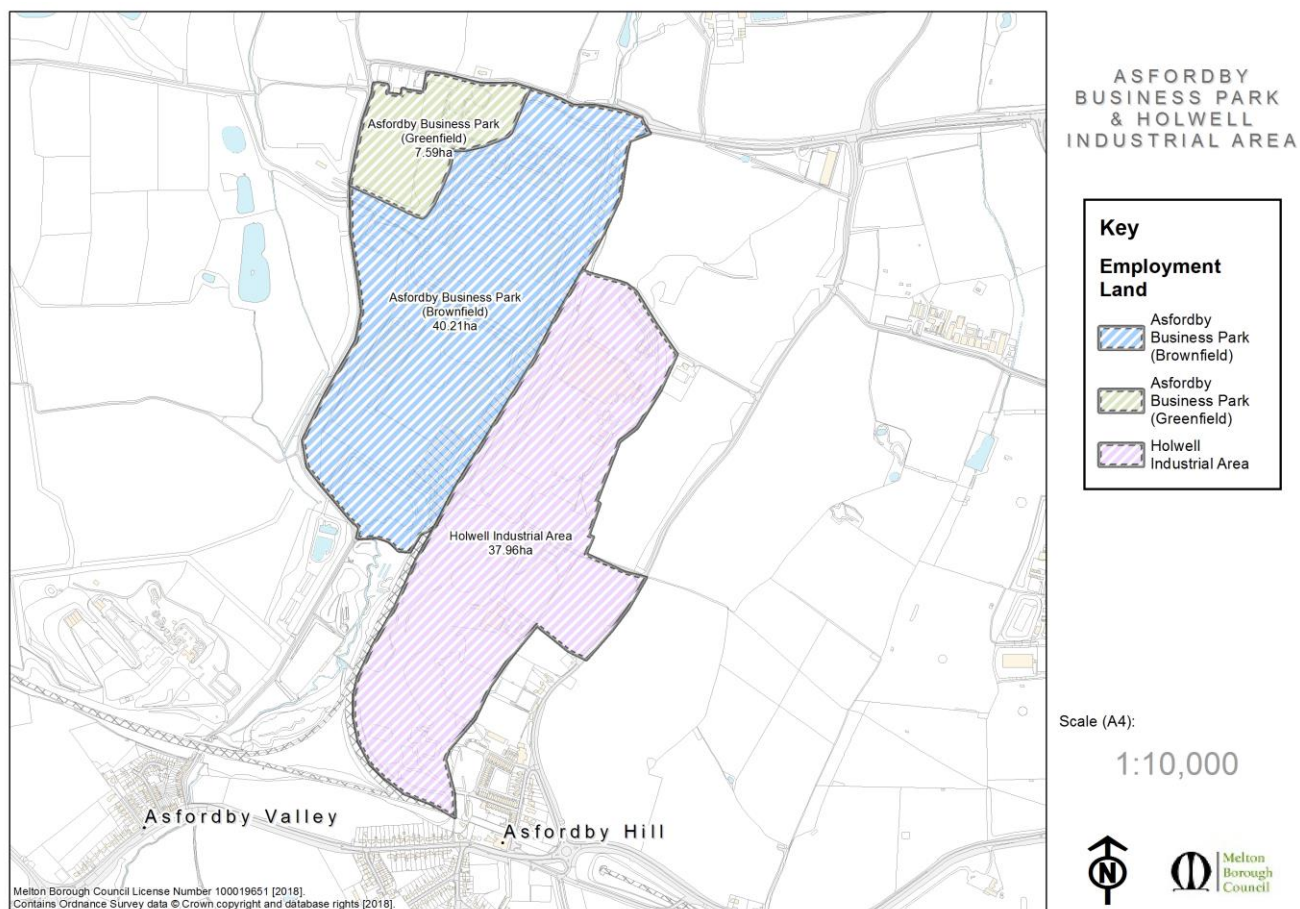 ASFORDBY
BUSINESS PARK
& HOLWELL
INDUSTRIAL AREA
Asfordby Business Park
(Greenfield)
7.59ha
Asfordby Business Park
(Brownfield)
40.21ha
Holwell Industrial Area
37.96ha
Asfordby Valley
Asfordby Hill
Melton Borough Council License Number 100019651 [2018].
Contains Ordnance Survey data © Crown copyright and database rights [2018].
Key
Employment
Land
Asfordby
Business Park
(Brownfield)
Asfordby
Business Park
(Greenfield)
Holwell
Industrial Area
Scale (A4):
1:10,000
N
Melton
Borough
Council